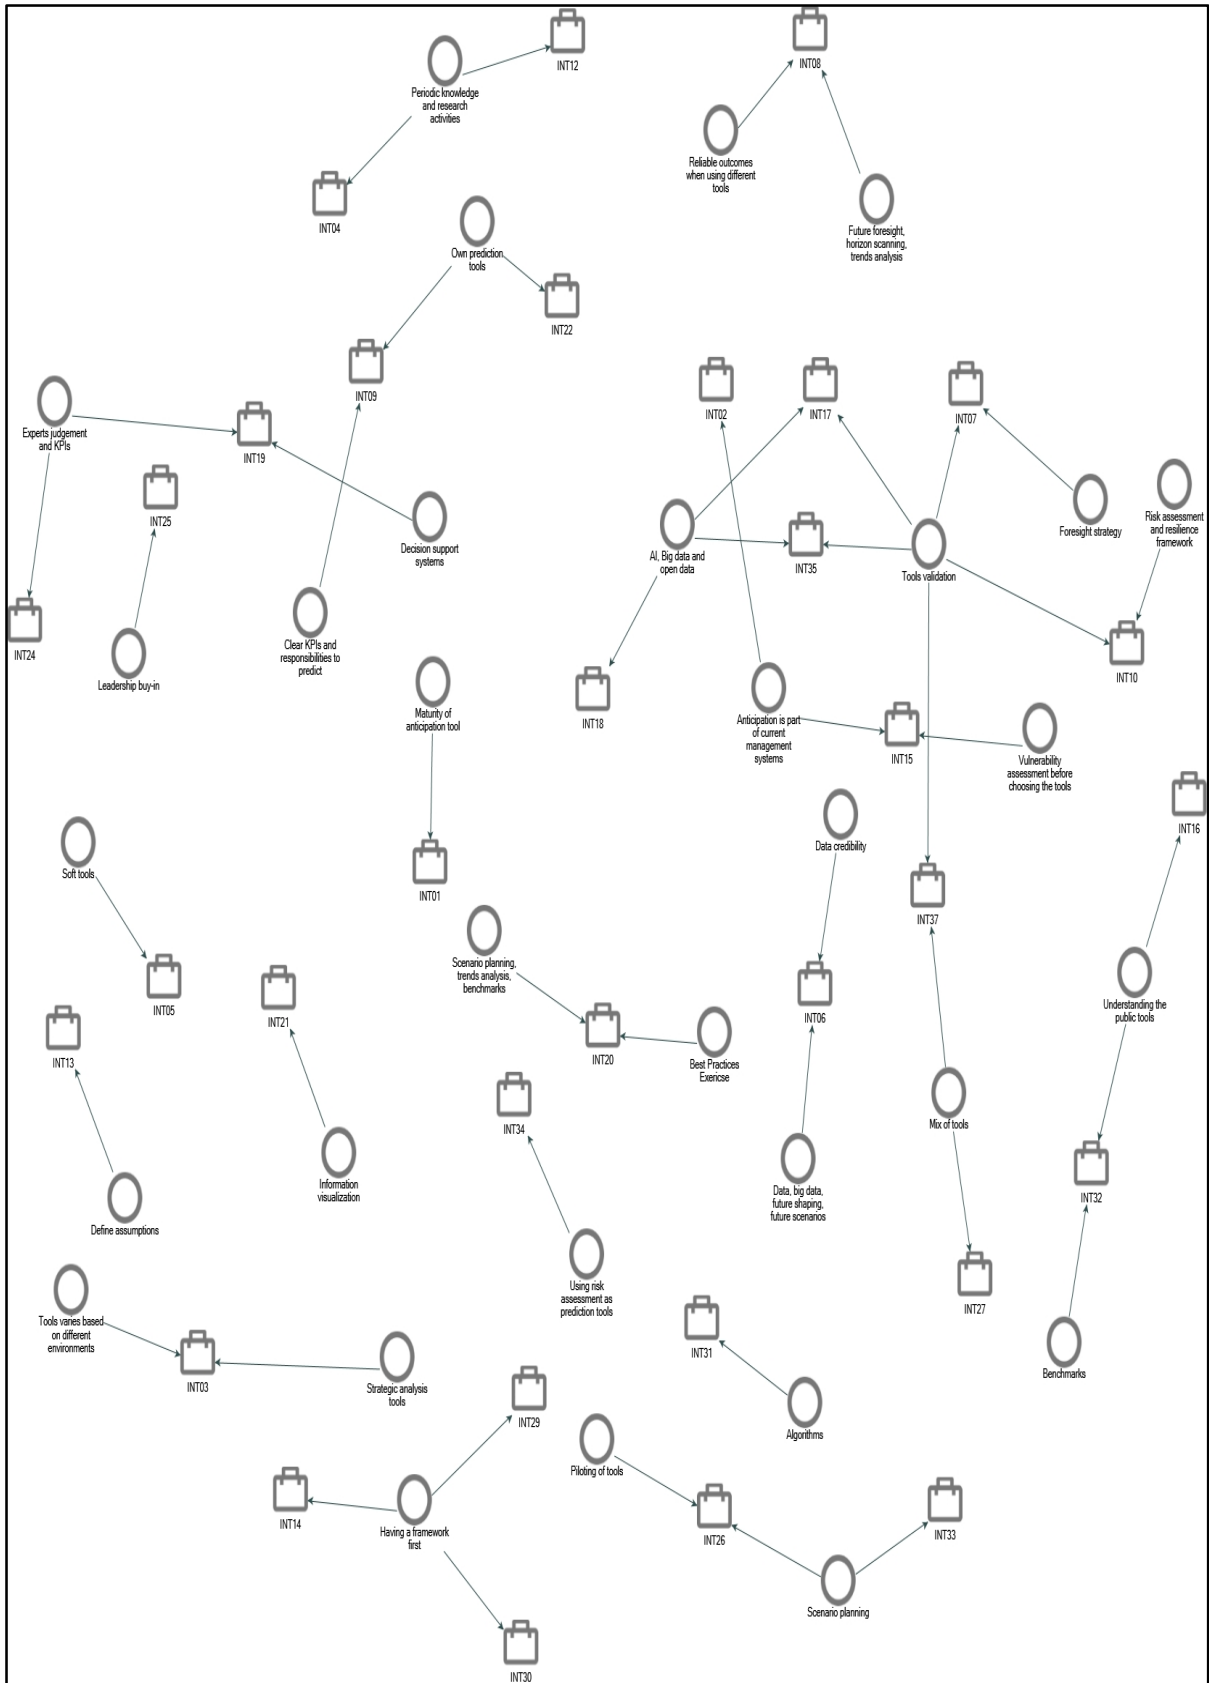 INT12
INT08
Periodic knowledge
and research
activities
Reliable outcomes
when using different
tools
INT04
Future foresight,
horizon scanning,
trends analysis
Own prediction
tools
INT22
INT09
INT02
INT17
INT07
Experts judgement
and KPIs
INT19
INT25
Decision support
systems
AI, Big data and
open data
INT35
Tools validation
Foresight strategy
Risk assessment
and resilience
framework
INT24
Leadership buy-in
Clear KPIs and
responsibilities to
predict
INT10
Maturity of
anticipation tool
INT18
Anticipation is part
of current
management
systems
INT15
Vulnerability
assessment before
choosing the tools
INT16
Data credibility
Soft tools
INT01
INT37
Scenario planning,
trends analysis,
benchmarks
INT05
INT21
INT06
Understanding the
public tools
INT13
INT20
Best Practices
Exericse
INT34
Mix of tools
Information
visualization
Data, big data,
future shaping,
future scenarios
INT32
Define assumptions
Using risk
assessment as
prediction tools
INT27
Tools varies based
on different
environments
INT31
INT03
Strategic analysis
tools
Benchmarks
INT29
Algorithms
Piloting of tools
INT14
Having a framework
first
INT26
INT33
Scenario planning
INT30